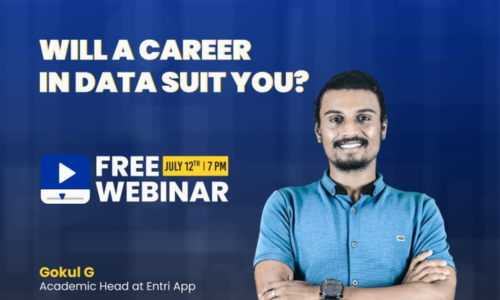 WILL A CAREER
IN DATA SUIT YOU?
FREE
JULY 12TH | 7 PM
WEBINAR
Gokul G
Academic Head at Entri App